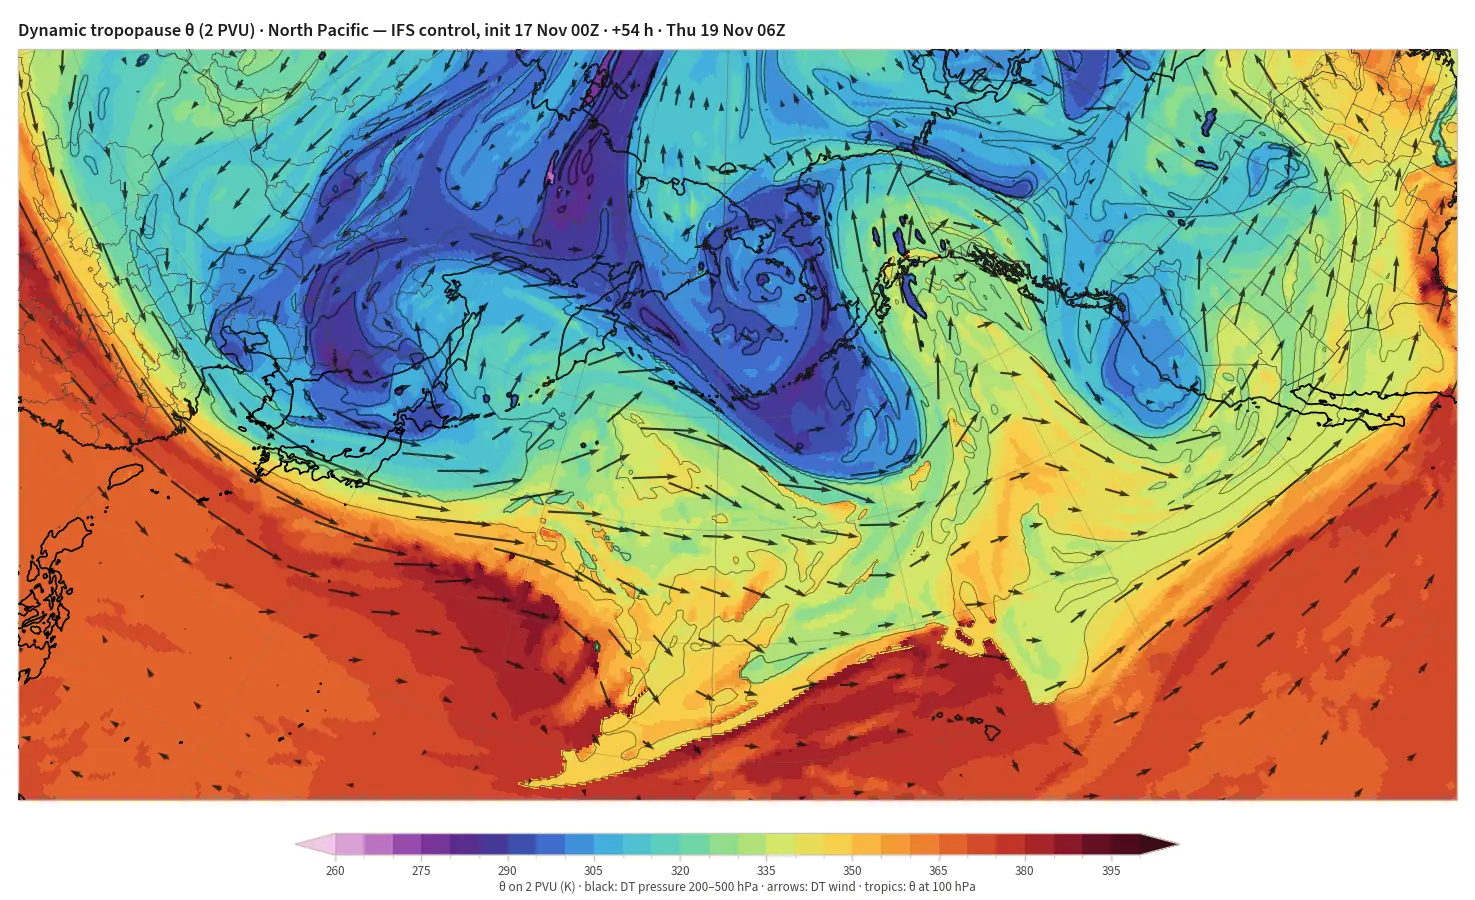 Dynamic tropopause θ (2 PVU) · North Pacific — IFS control, init 17 Nov 00Z · +54 h · Thu 19 Nov 06Z
260 275 290 305 320 335 350 365 380 395
θ on 2 PVU (K) · black: DT pressure 200–500 hPa · arrows: DT wind · tropics: θ at 100 hPa